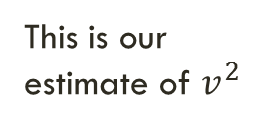 This is our
estimate of 𝑣²